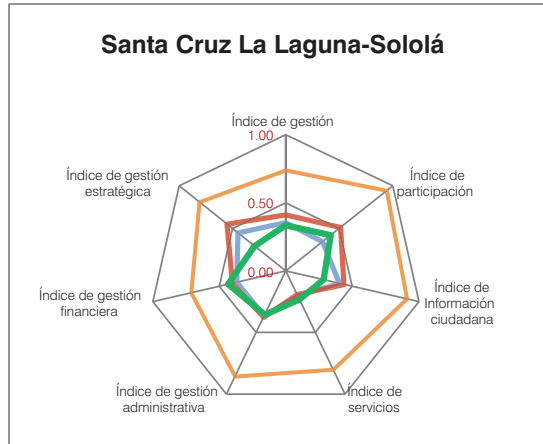 Santa Cruz La Laguna-Sololá
Índice de gestión
1.00
Índice de gestión
estratégica
Índice de
participación
0.50
0.00
Índice de gestión
financiera
Índice de
Información
ciudadana
Índice de gestión
administrativa
Índice de
servicios